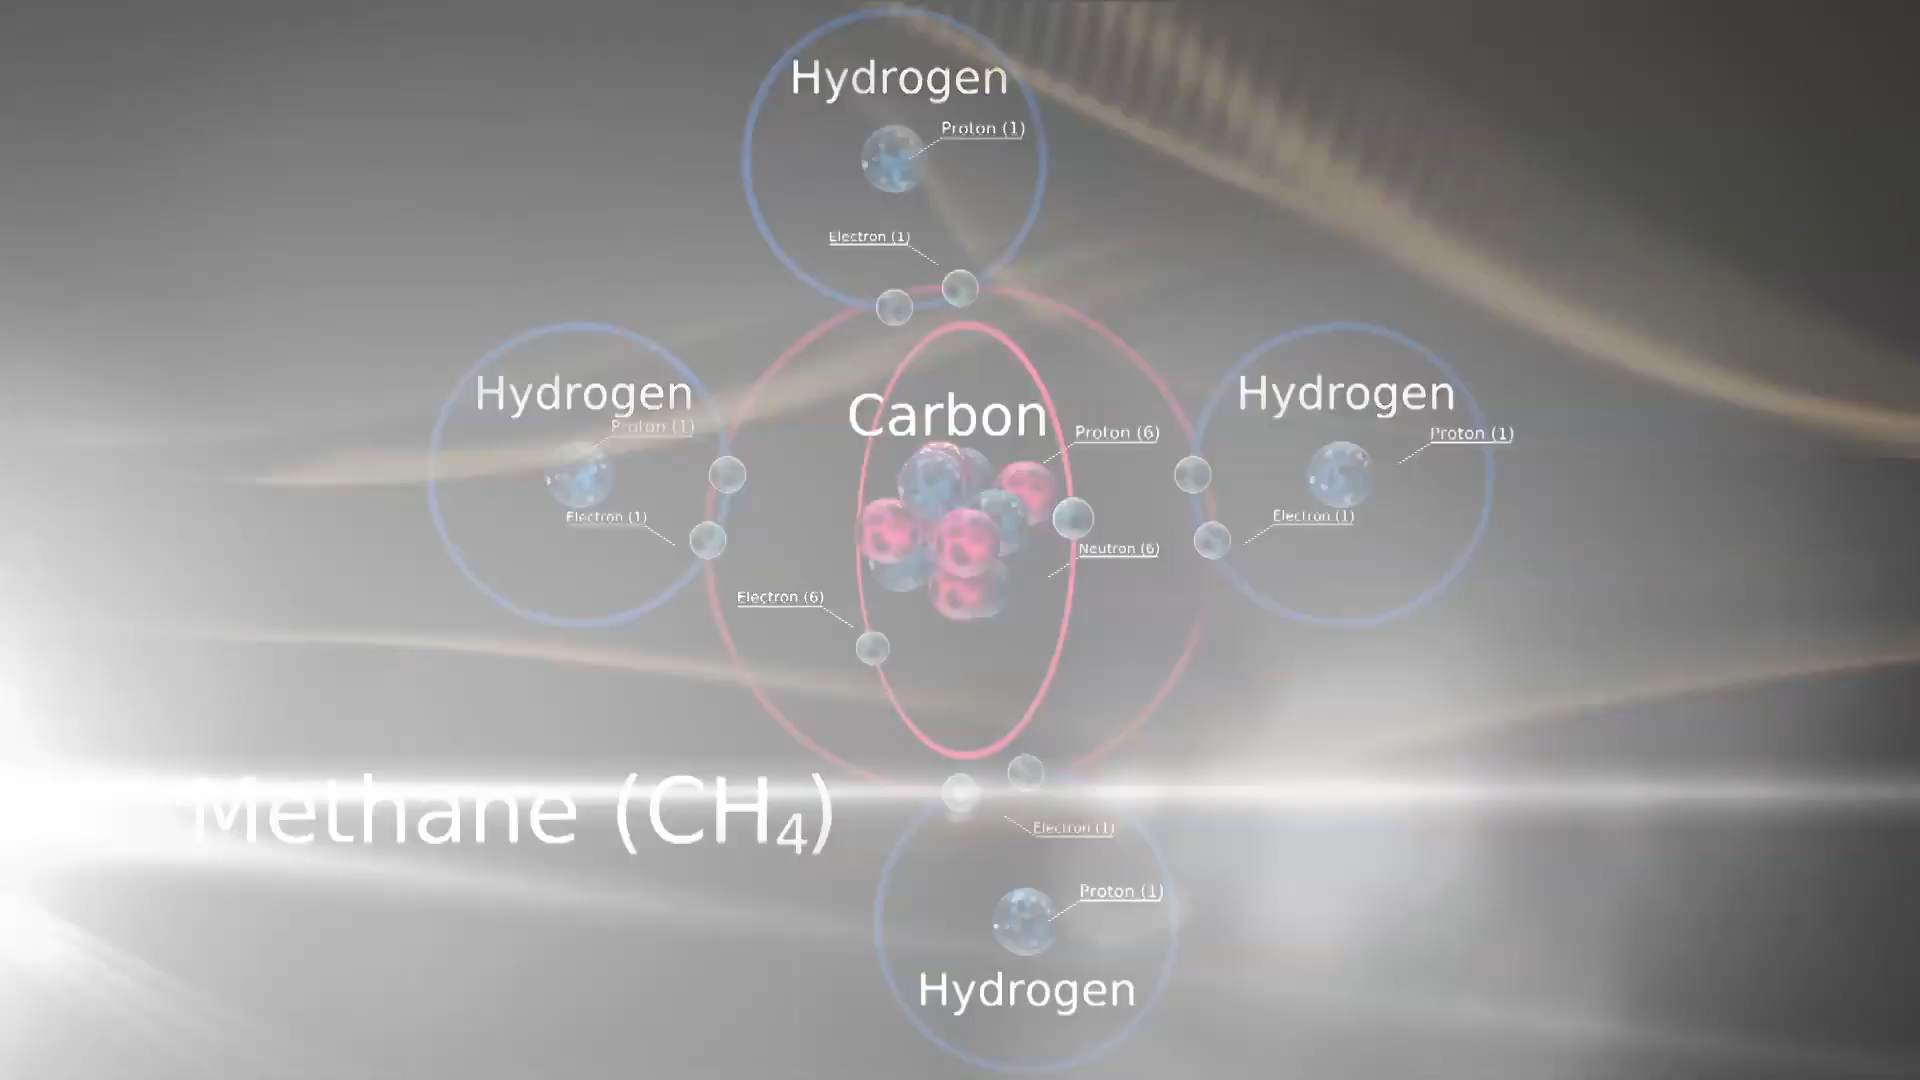 Hydrogen
Proton (1)
Electron (1)
Hydrogen
Proton (1)
Electron (1)
Carbon
Proton (6)
Neutron (6)
Electron (6)
Hydrogen
Proton (1)
Electron (1)
Methane (CH₄)
Electron (1)
Proton (1)
Hydrogen